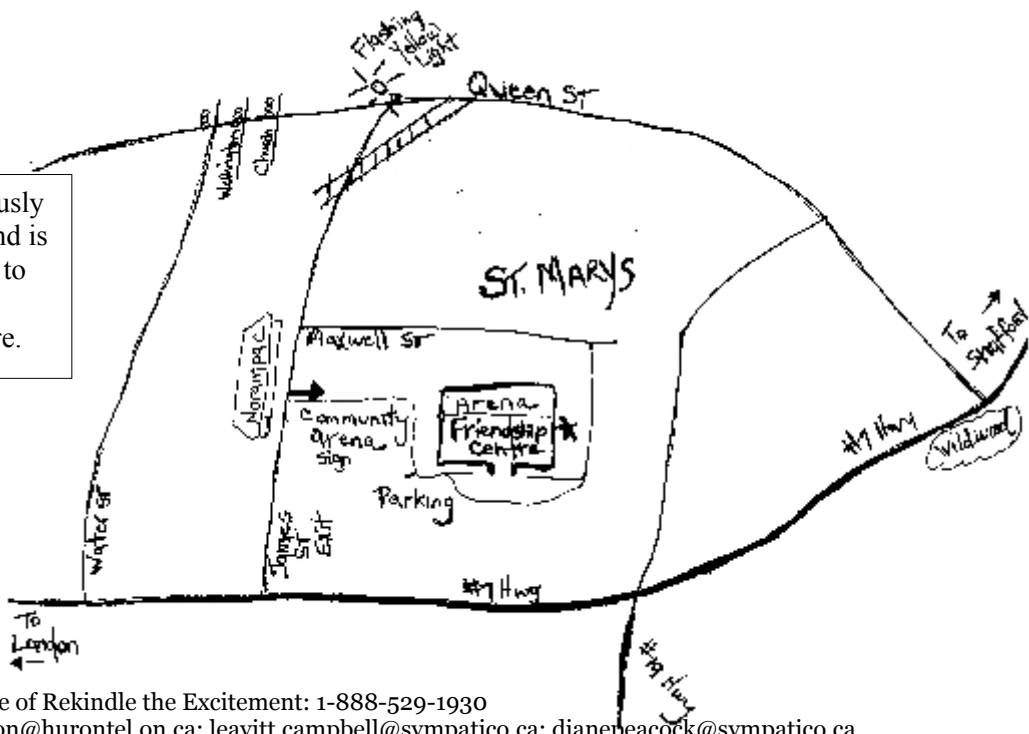 Flashing
Yellow
Light
Queen ST
Wellington
Church
usly
nd is
to
e.
ST. MARYS
To
Stratford
Maxwell ST
Norampac
Community
arena
sign
Arena
Friendship
Centre
#7 Hwy
Wildwood
Parking
Water ST
James
ST
Exit
#7 Hwy
To
London
#19 Hwy
e of Rekindle the Excitement: 1-888-529-1930
on@hurontel.on.ca; leavitt.campbell@sympatico.ca; dianepeacock@sympatico.ca